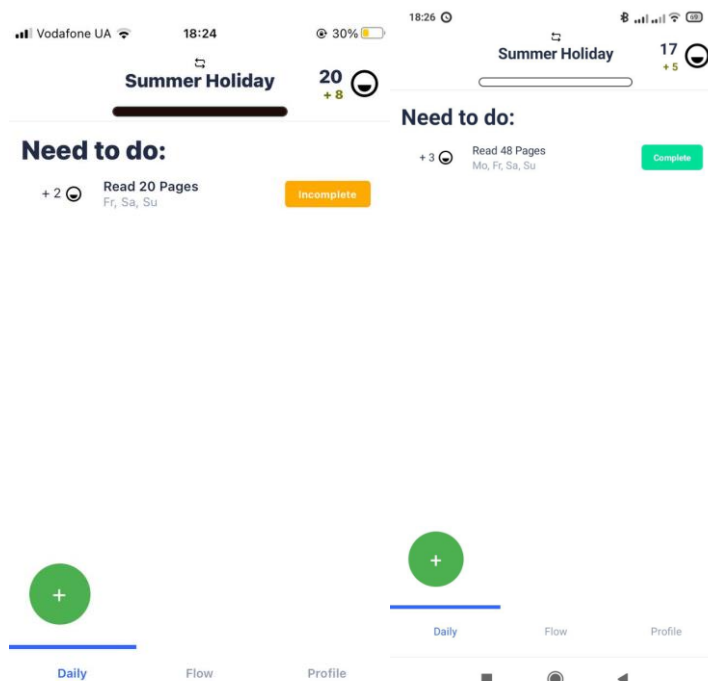 Vodafone UA 18:24 30%
Summer Holiday
20
+ 8
Need to do:
+ 2 Read 20 Pages Incomplete
Fr, Sa, Su
+
Daily Flow Profile
18:26 69
Summer Holiday
17
+ 5
Need to do:
+ 3 Read 48 Pages Complete
Mo, Fr, Sa, Su
+
Daily Flow Profile